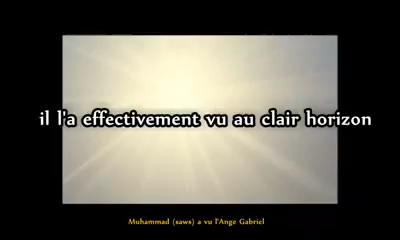 il l'a effectivement vu au clair horizon
Muhammad (saws) a vu l'Ange Gabriel